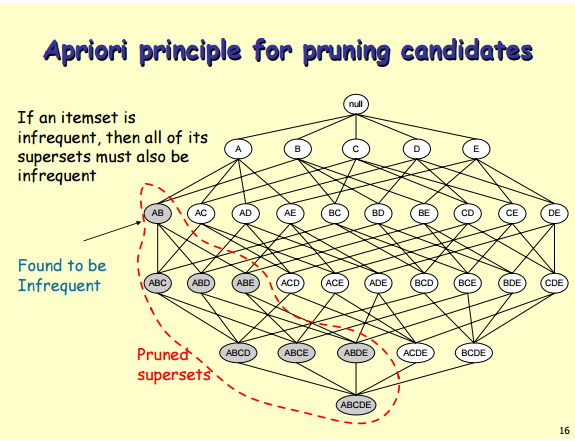 Apriori principle for pruning candidates
If an itemset is
infrequent, then all of its
supersets must also be
infrequent
null
A B C D E
AB AC AD AE BC BD BE CD CE DE
Found to be
Infrequent
ABC ABD ABE ACD ACE ADE BCD BCE BDE CDE
Pruned
supersets
ABCD ABCE ABDE ACDE BCDE
ABCDE
16